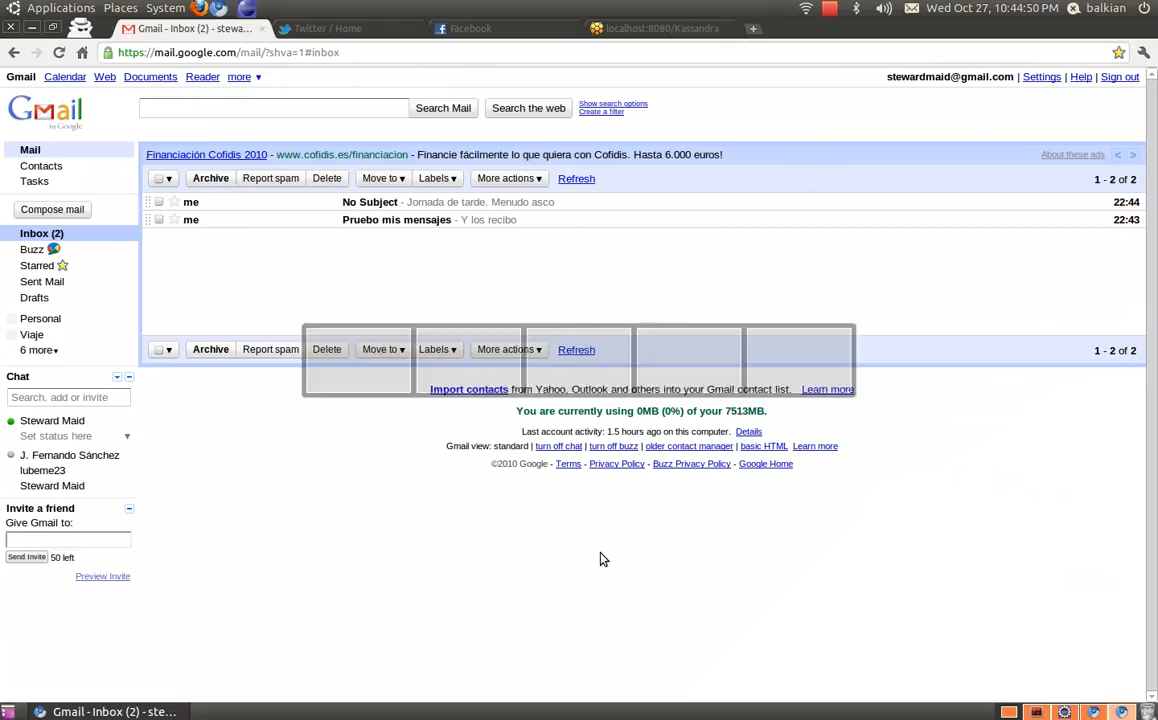 Applications Places System Wed Oct 27, 10:44:50 PM balkian
Gmail - Inbox (2) - stewa... Twitter / Home Facebook localhost:8080/Kassandra
https://mail.google.com/mail/?shva=1#inbox
Gmail Calendar Web Documents Reader more ▼ stewardmaid@gmail.com | Settings | Help | Sign out
Gmail
by Google
Search Mail Search the web Show search options
Create a filter
Mail
Contacts
Tasks
Compose mail
Inbox (2)
Buzz
Starred
Sent Mail
Drafts
Personal
Viaje
6 more▾
Chat
Search, add or invite
Steward Maid
Set status here
J. Fernando Sánchez
lubeme23
Steward Maid
Invite a friend
Give Gmail to:
Send Invite 50 left
Preview Invite
Financiación Cofidis 2010 - www.cofidis.es/financiacion - Financie fácilmente lo que quiera con Cofidis. Hasta 6.000 euros! About these ads < >
Archive Report spam Delete Move to ▾ Labels ▾ More actions ▾ Refresh 1 - 2 of 2
me No Subject - Jornada de tarde. Menudo asco 22:44
me Pruebo mis mensajes - Y los recibo 22:43
Archive Report spam Delete Move to ▾ Labels ▾ More actions ▾ Refresh 1 - 2 of 2
Import contacts from Yahoo, Outlook and others into your Gmail contact list. Learn more
You are currently using 0MB (0%) of your 7513MB.
Last account activity: 1.5 hours ago on this computer. Details
Gmail view: standard | turn off chat | turn off buzz | older contact manager | basic HTML Learn more
©2010 Google - Terms - Privacy Policy - Buzz Privacy Policy - Google Home
Gmail - Inbox (2) - ste...